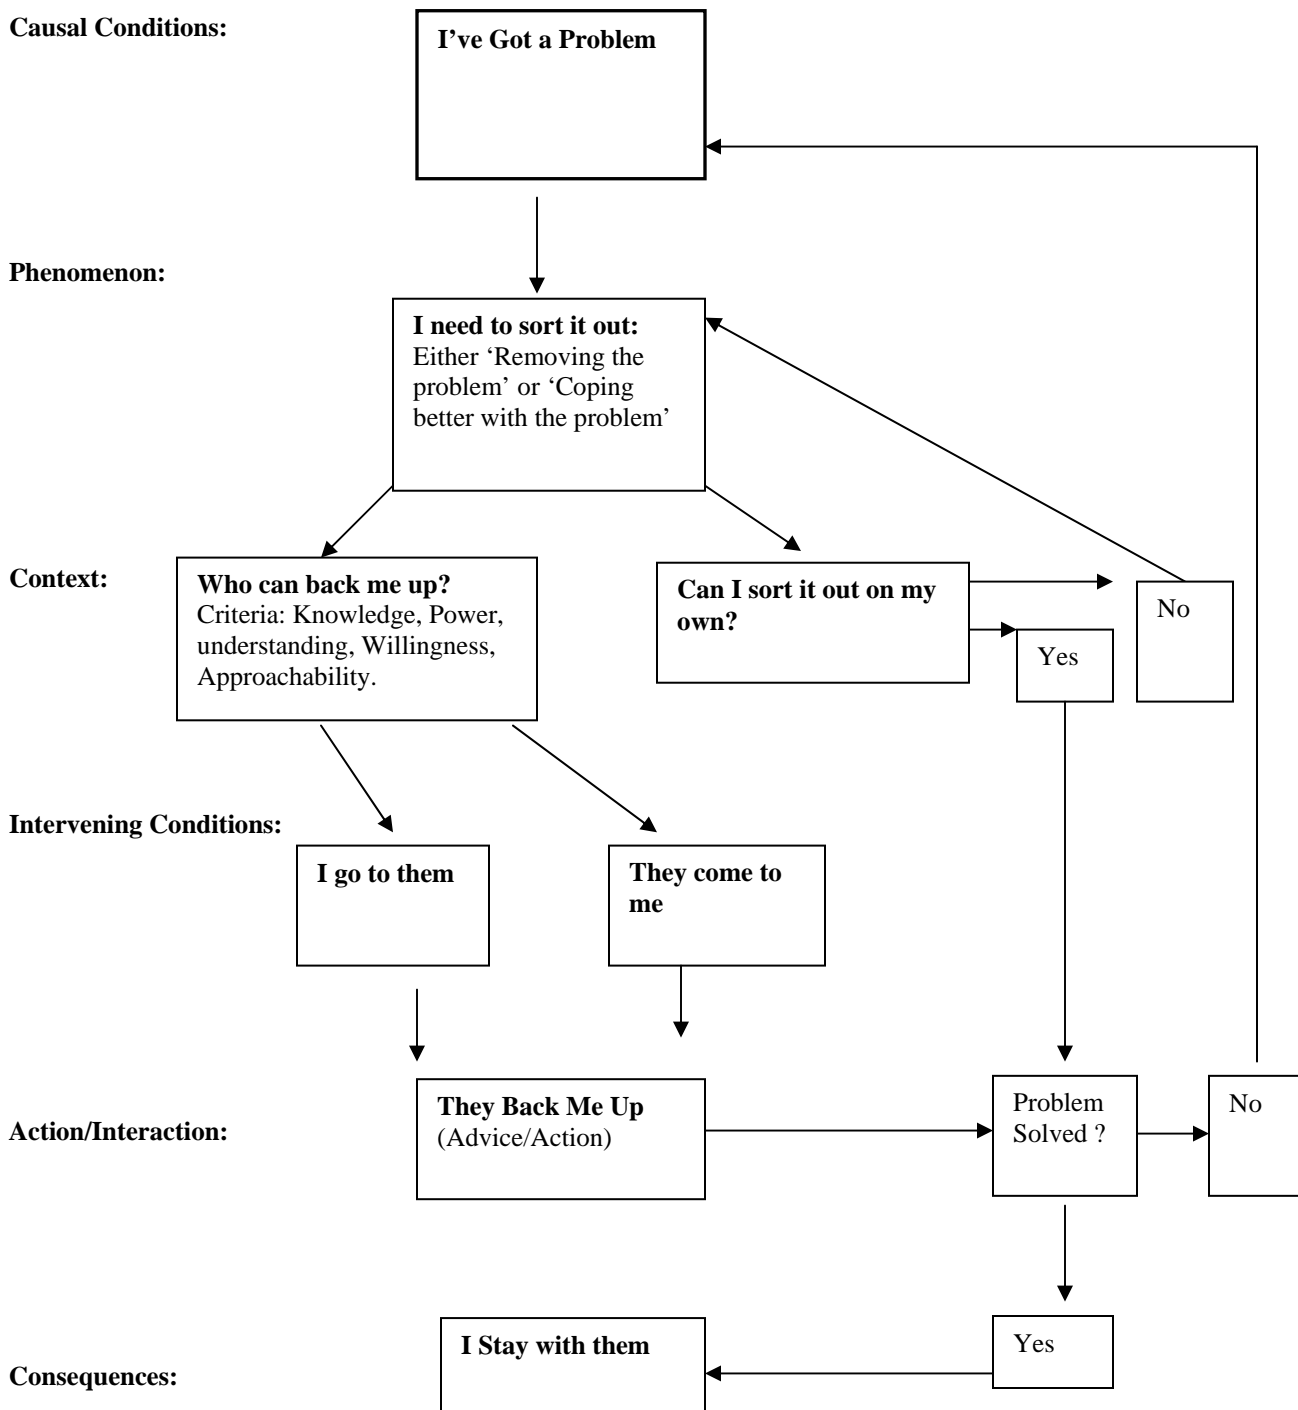 Causal Conditions:
I’ve Got a Problem
Phenomenon:
I need to sort it out:
Either ‘Removing the
problem’ or ‘Coping
better with the problem’
Context:
Who can back me up?
Criteria: Knowledge, Power,
understanding, Willingness,
Approachability.
Can I sort it out on my
own?
No
Yes
Intervening Conditions:
I go to them
They come to
me
Action/Interaction:
They Back Me Up
(Advice/Action)
Problem
Solved ?
No
Consequences:
I Stay with them
Yes